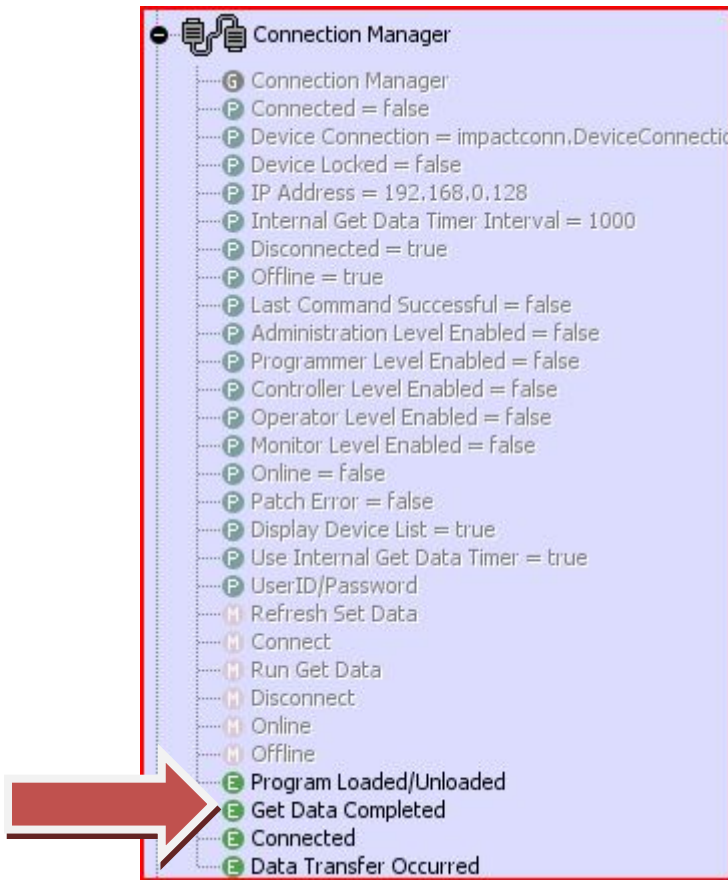 Connection Manager
G Connection Manager
P Connected = false
P Device Connection = impactconn.DeviceConnectio
P Device Locked = false
P IP Address = 192.168.0.128
P Internal Get Data Timer Interval = 1000
P Disconnected = true
P Offline = true
P Last Command Successful = false
P Administration Level Enabled = false
P Programmer Level Enabled = false
P Controller Level Enabled = false
P Operator Level Enabled = false
P Monitor Level Enabled = false
P Online = false
P Patch Error = false
P Display Device List = true
P Use Internal Get Data Timer = true
P UserID/Password
M Refresh Set Data
M Connect
M Run Get Data
M Disconnect
M Online
M Offline
E Program Loaded/Unloaded
E Get Data Completed
E Connected
E Data Transfer Occurred